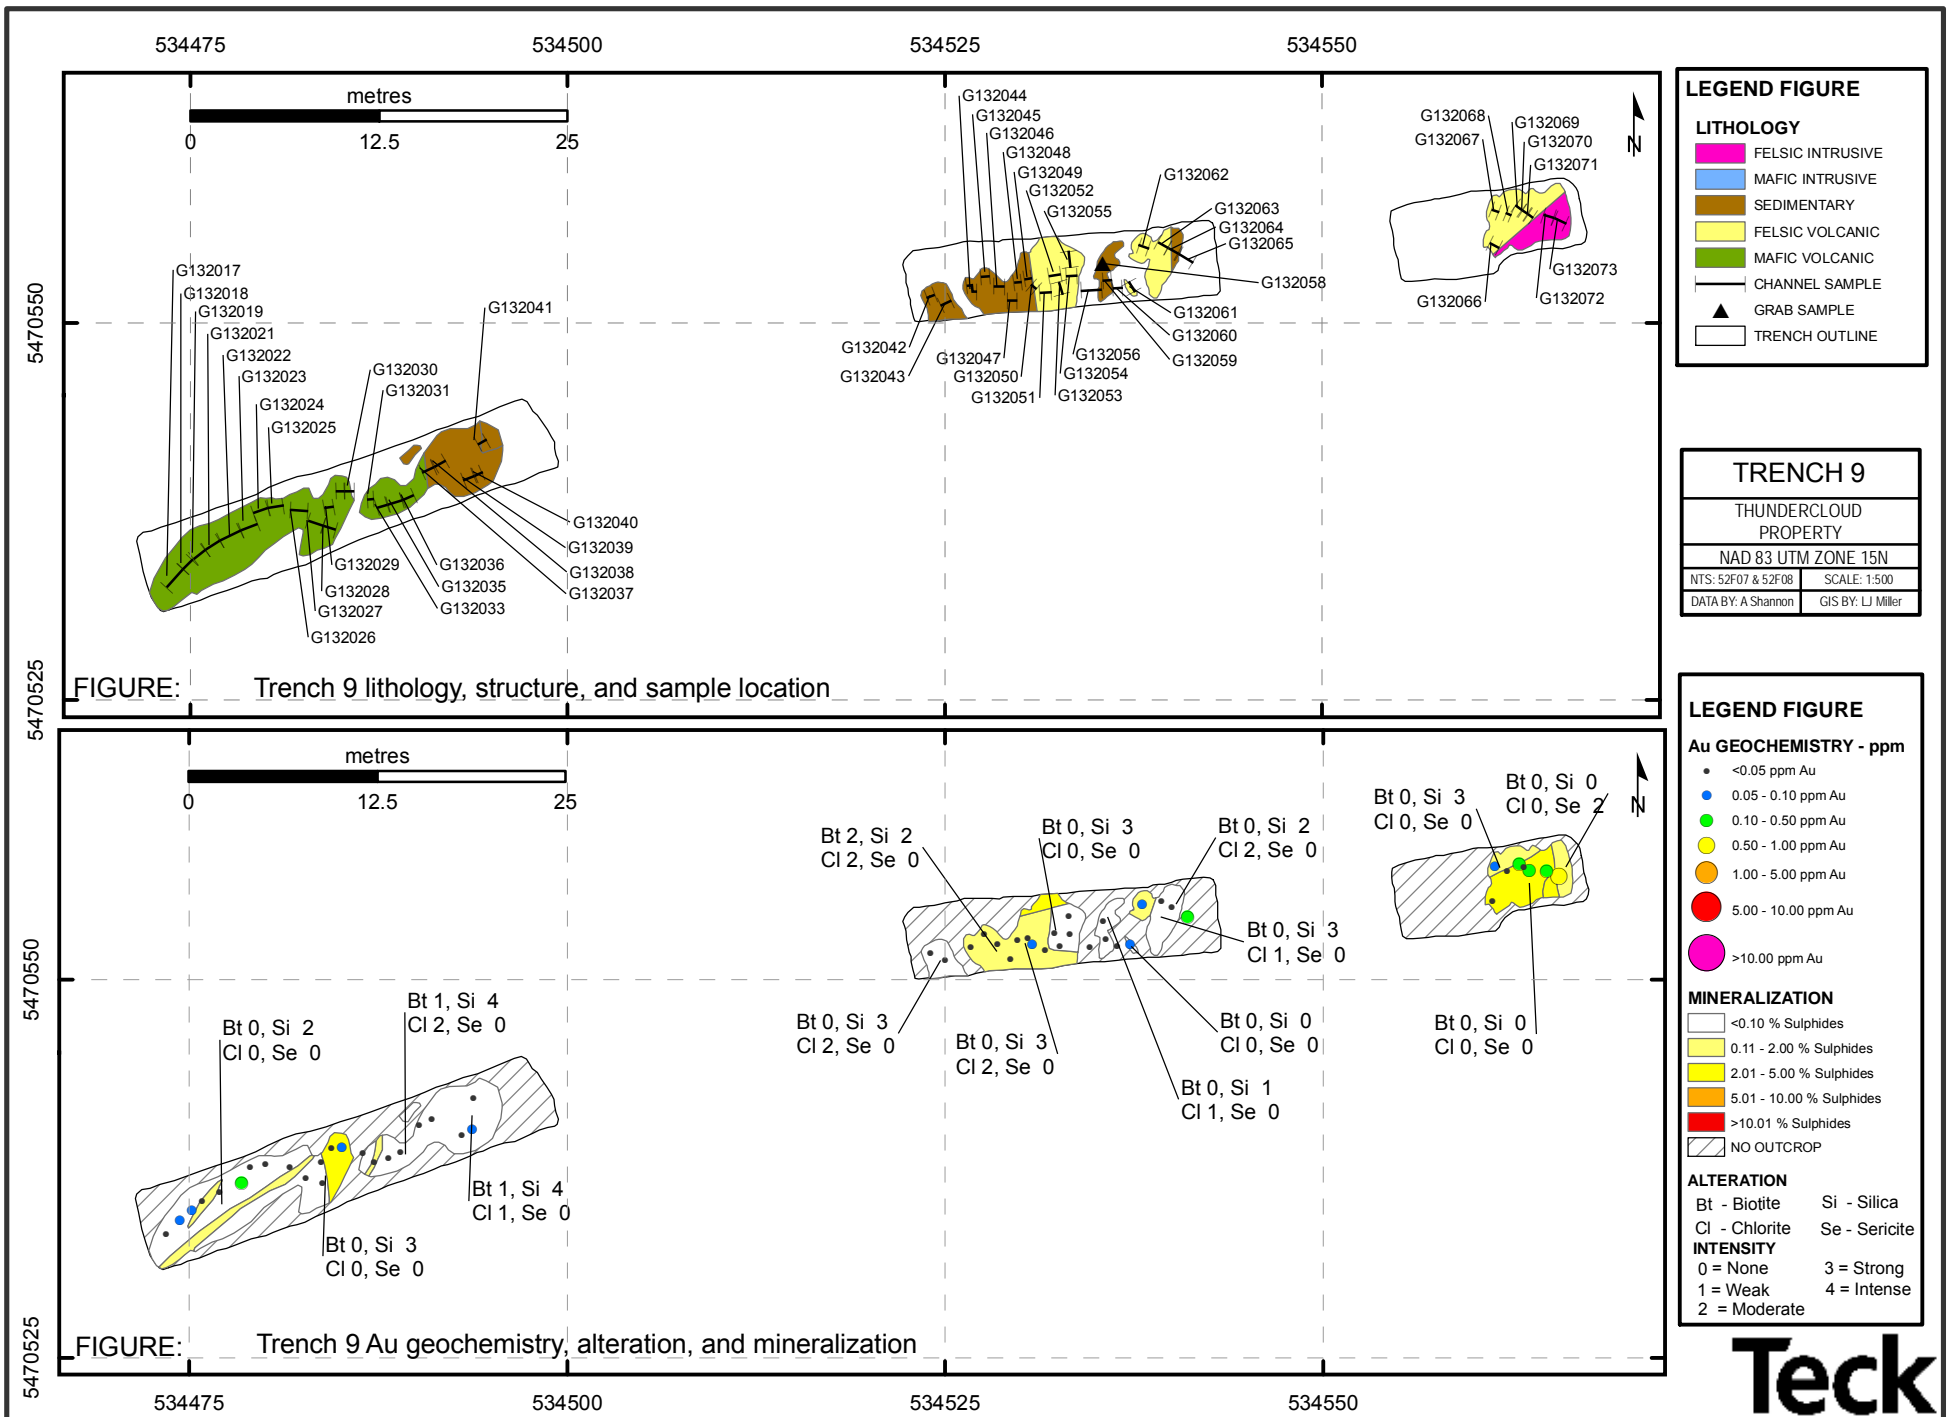 534475 534500 534525 534550
metres
0 12.5 25
G132017
G132018
G132019
G132021
G132022
G132023
G132024
G132025
G132030
G132031
G132041
G132040
G132039
G132038
G132037
G132036
G132035
G132033
G132029
G132028
G132027
G132026
G132044
G132045
G132046
G132048
G132049
G132052
G132055
G132062
G132063
G132064
G132065
G132058
G132061
G132060
G132059
G132056
G132054
G132053
G132051
G132050
G132047
G132043
G132042
G132068
G132067
G132069
G132070
G132071
G132073
G132072
G132066
N
5470550
5470525
FIGURE: Trench 9 lithology, structure, and sample location
LEGEND FIGURE
LITHOLOGY
FELSIC INTRUSIVE
MAFIC INTRUSIVE
SEDIMENTARY
FELSIC VOLCANIC
MAFIC VOLCANIC
CHANNEL SAMPLE
GRAB SAMPLE
TRENCH OUTLINE
TRENCH 9
THUNDERCLOUD
PROPERTY
NAD 83 UTM ZONE 15N
NTS: 52F07 & 52F08 SCALE: 1:500
DATA BY: A Shannon GIS BY: LJ Miller
metres
0 12.5 25
Bt 0, Si 2
Cl 0, Se 0
Bt 1, Si 4
Cl 2, Se 0
Bt 1, Si 4
Cl 1, Se 0
Bt 0, Si 3
Cl 0, Se 0
Bt 2, Si 2
Cl 2, Se 0
Bt 0, Si 3
Cl 0, Se 0
Bt 0, Si 2
Cl 2, Se 0
Bt 0, Si 3
Cl 1, Se 0
Bt 0, Si 3
Cl 2, Se 0
Bt 0, Si 3
Cl 2, Se 0
Bt 0, Si 0
Cl 0, Se 0
Bt 0, Si 1
Cl 1, Se 0
Bt 0, Si 3
Cl 0, Se 0
Bt 0, Si 0
Cl 0, Se 2
Bt 0, Si 0
Cl 0, Se 0
N
5470550
5470525
FIGURE: Trench 9 Au geochemistry, alteration, and mineralization
534475 534500 534525 534550
LEGEND FIGURE
Au GEOCHEMISTRY - ppm
<0.05 ppm Au
0.05 - 0.10 ppm Au
0.10 - 0.50 ppm Au
0.50 - 1.00 ppm Au
1.00 - 5.00 ppm Au
5.00 - 10.00 ppm Au
>10.00 ppm Au
MINERALIZATION
<0.10 % Sulphides
0.11 - 2.00 % Sulphides
2.01 - 5.00 % Sulphides
5.01 - 10.00 % Sulphides
>10.01 % Sulphides
NO OUTCROP
ALTERATION
Bt - Biotite Si - Silica
Cl - Chlorite Se - Sericite
INTENSITY
0 = None 3 = Strong
1 = Weak 4 = Intense
2 = Moderate
Teck